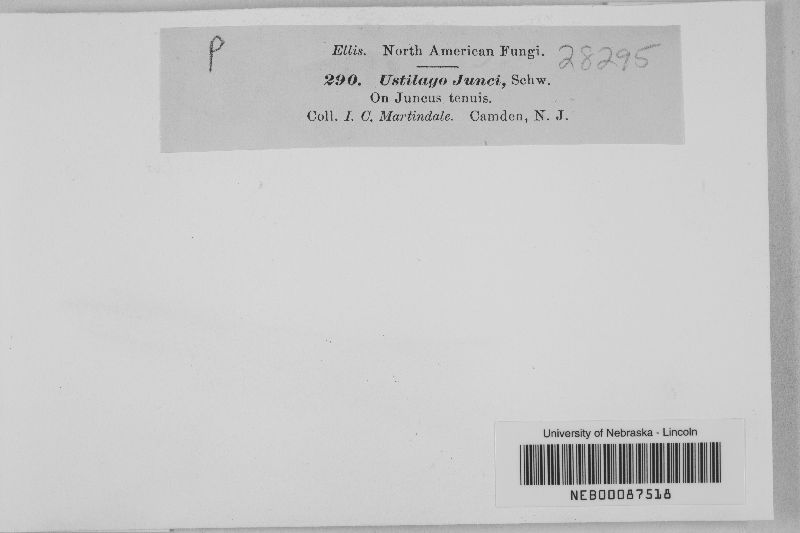 P
Ellis. North American Fungi. 28295
290. Ustilago Junci, Schw.
On Juncus tenuis.
Coll. I. C. Martindale. Camden, N. J.
University of Nebraska - Lincoln
NEB00087518